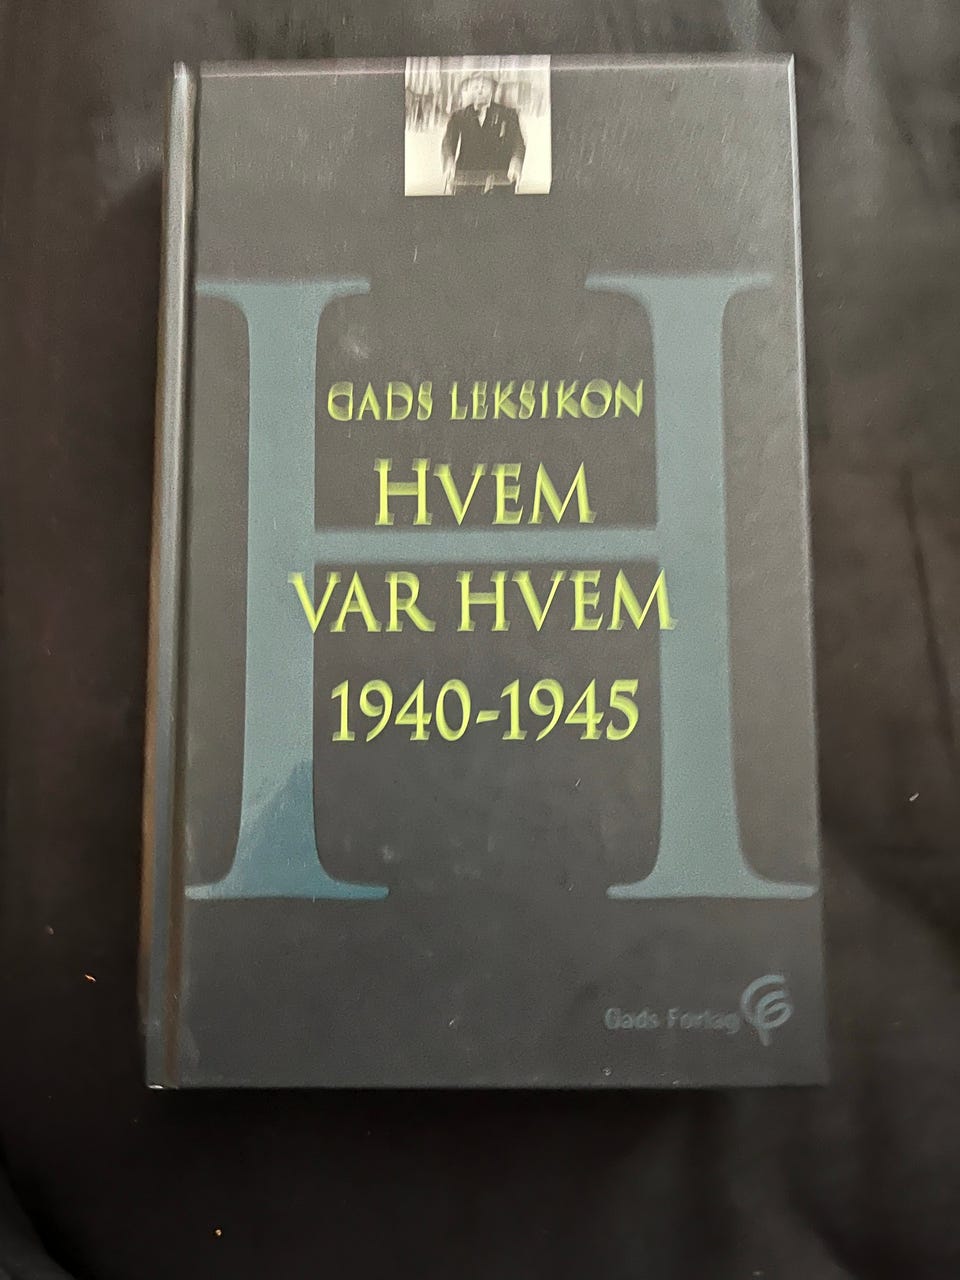 GADS LEKSIKON
HVEM
VAR HVEM
1940-1945
Gads Forlag